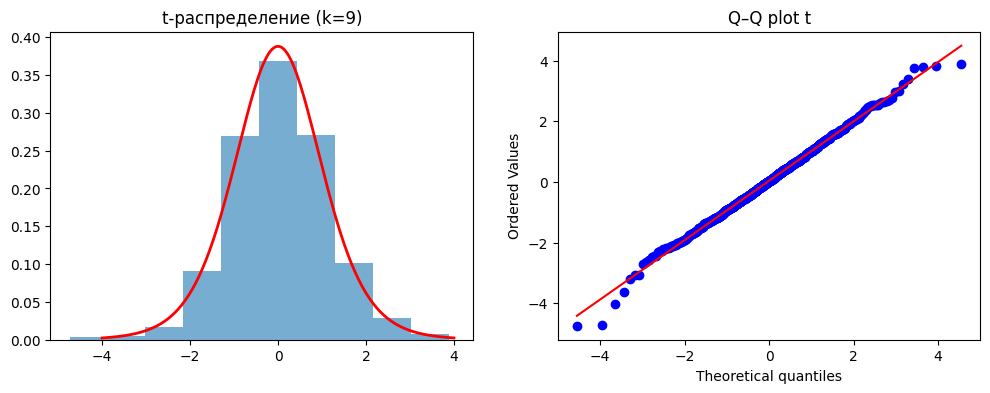 t-распределение (k=9)
0.40
0.35
0.30
0.25
0.20
0.15
0.10
0.05
0.00
−4 −2 0 2 4
Q–Q plot t
Ordered Values
4
2
0
−2
−4
−4 −2 0 2 4
Theoretical quantiles